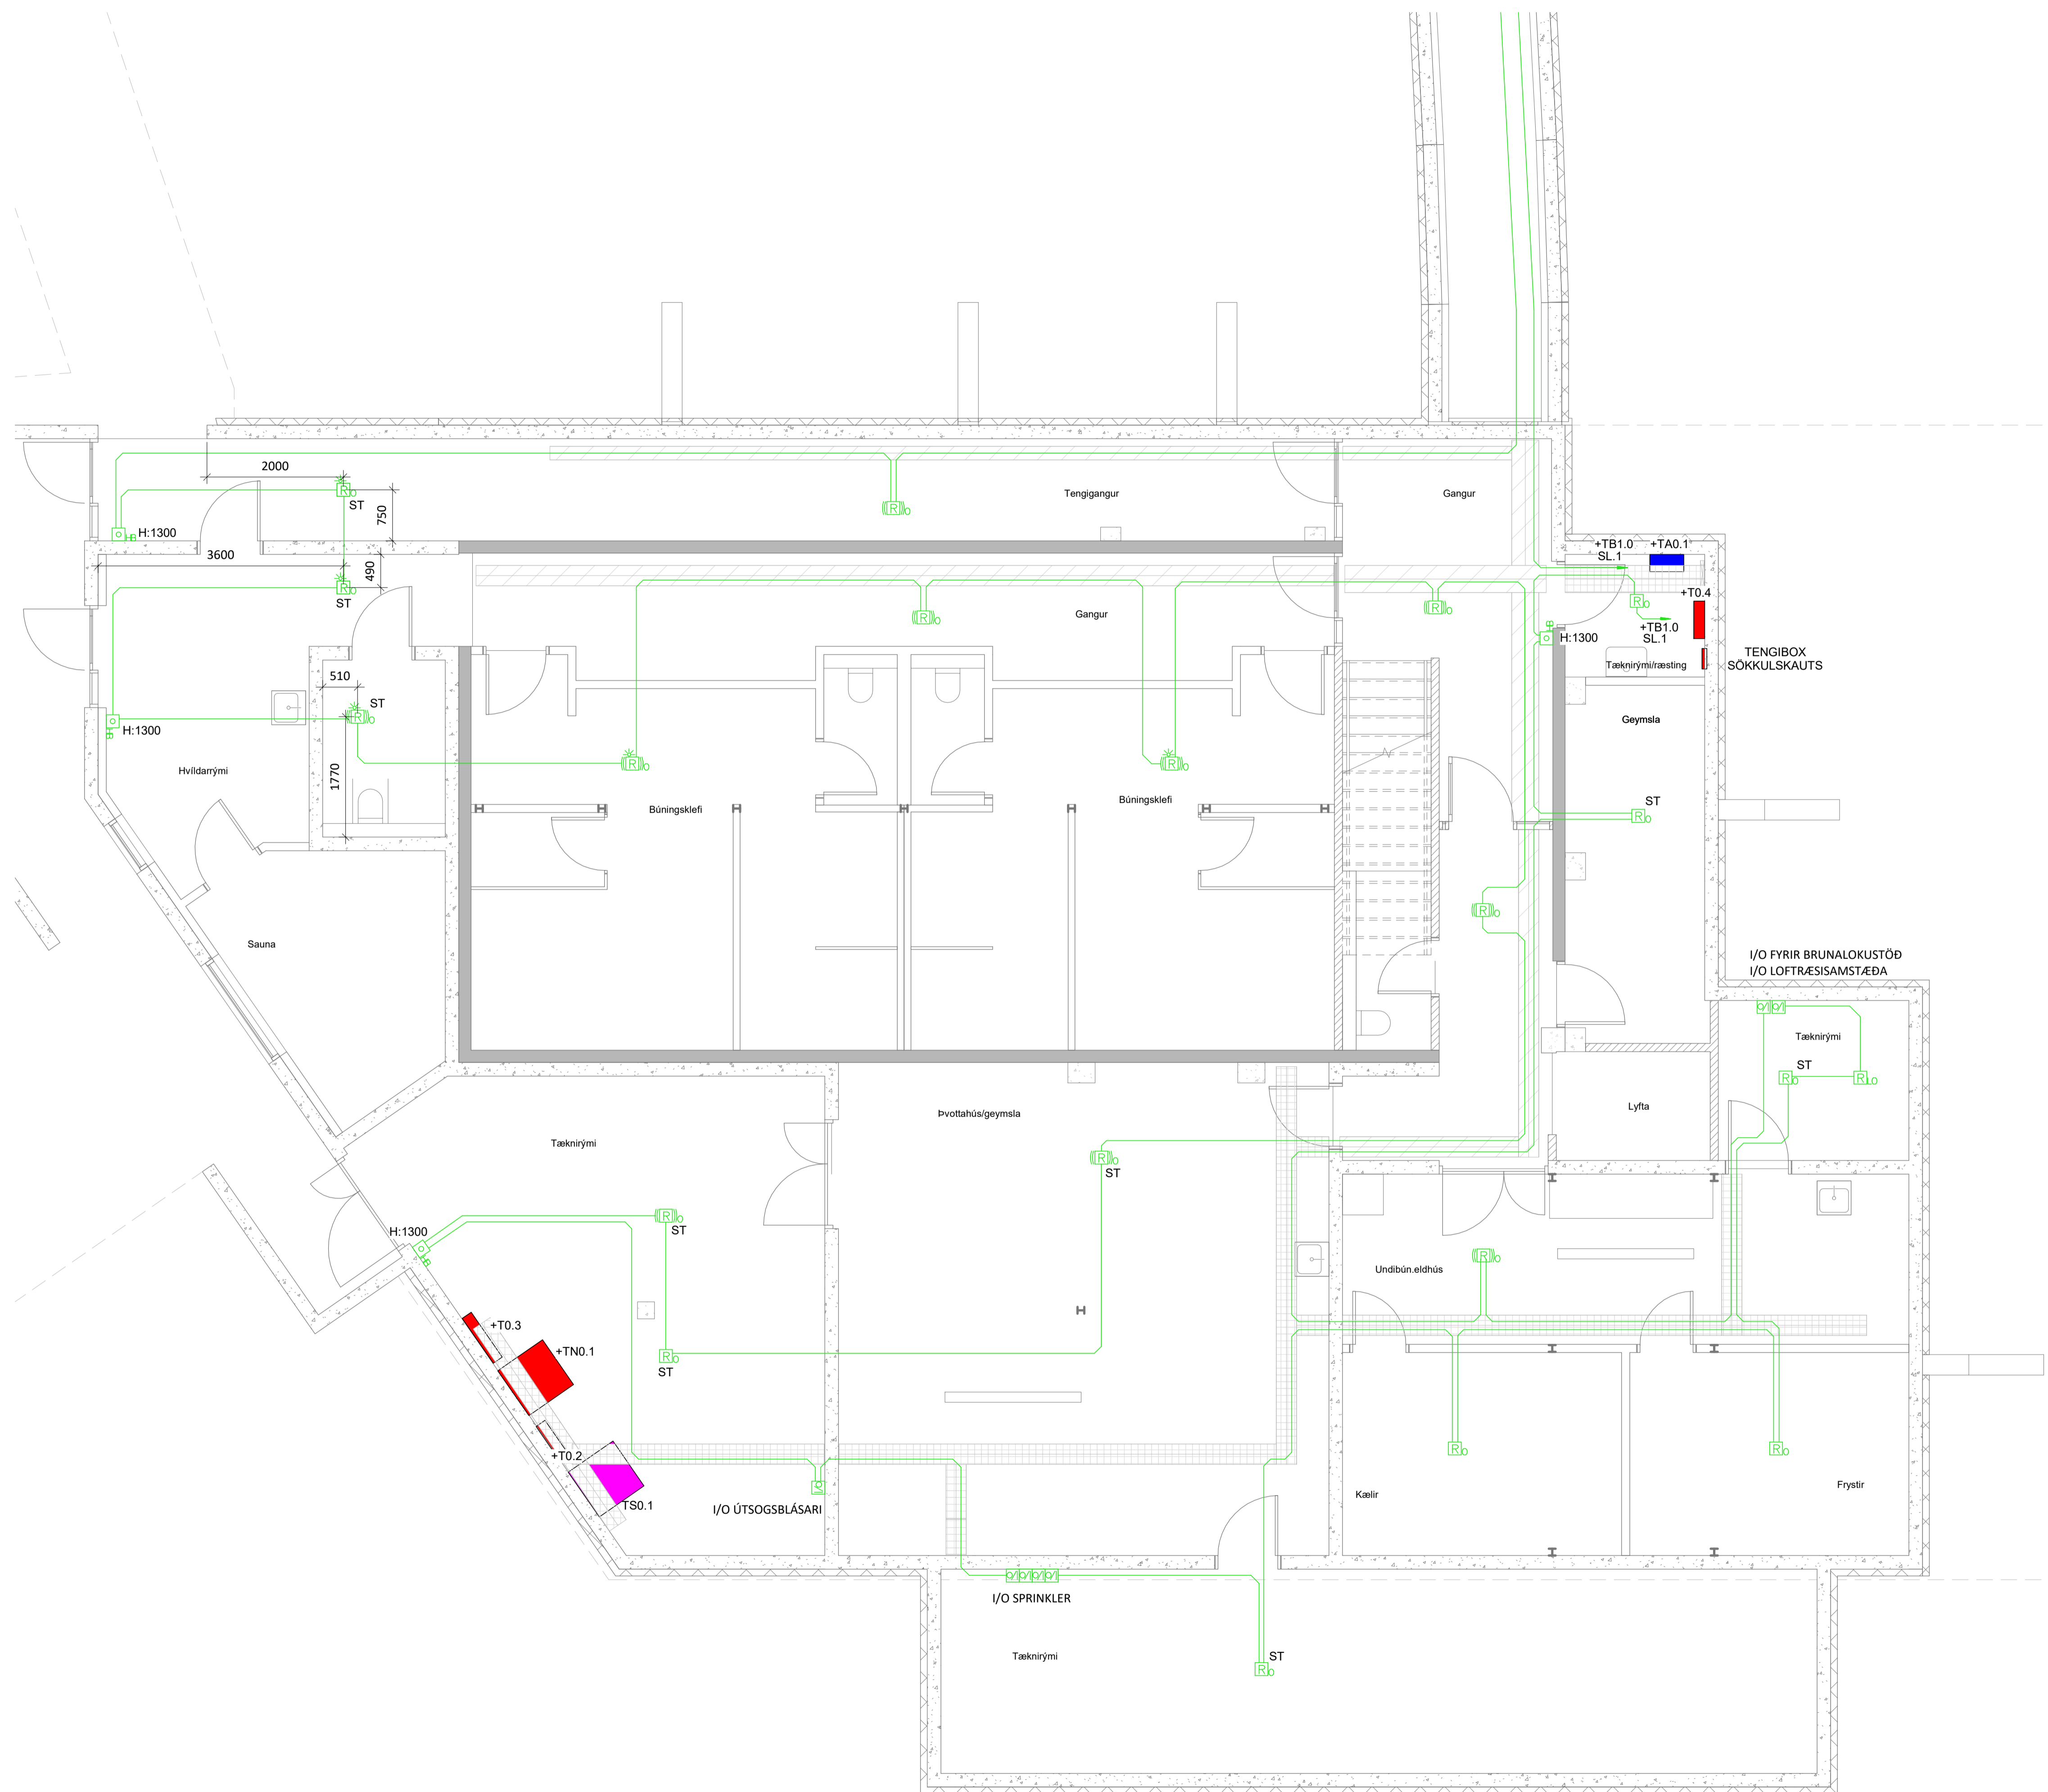 2000
R O
ST
750
H:1300
3600
490
R O
ST
R O
Tengigangur
Gangur
+TB1.0
SL.1
+TA0.1
R O
+T0.4
+TB1.0
SL.1
H:1300
TENGIBOX
SÖKKULSKAUTS
Tæknirými/ræsting
R O
Gangur
R O
510
ST
R O
H:1300
1770
Hvíldarrými
R O
R O
Búningsklefi
Búningsklefi
Geymsla
ST
R O
R O
Sauna
I/O FYRIR BRUNALOKUSTÖÐ
I/O LOFTRÆSISAMSTÆÐA
Tæknirými
ST
R O
R LO
Lyfta
Þvottahús/geymsla
Tæknirými
R O
ST
R O
ST
H:1300
R O
Undibún.eldhús
+T0.3
+TN0.1
R O
ST
+T0.2
TS0.1
I/O ÚTSOGSBLÁSARI
R O
R O
Kælir
Frystir
I/O SPRINKLER
Tæknirými
ST
R O